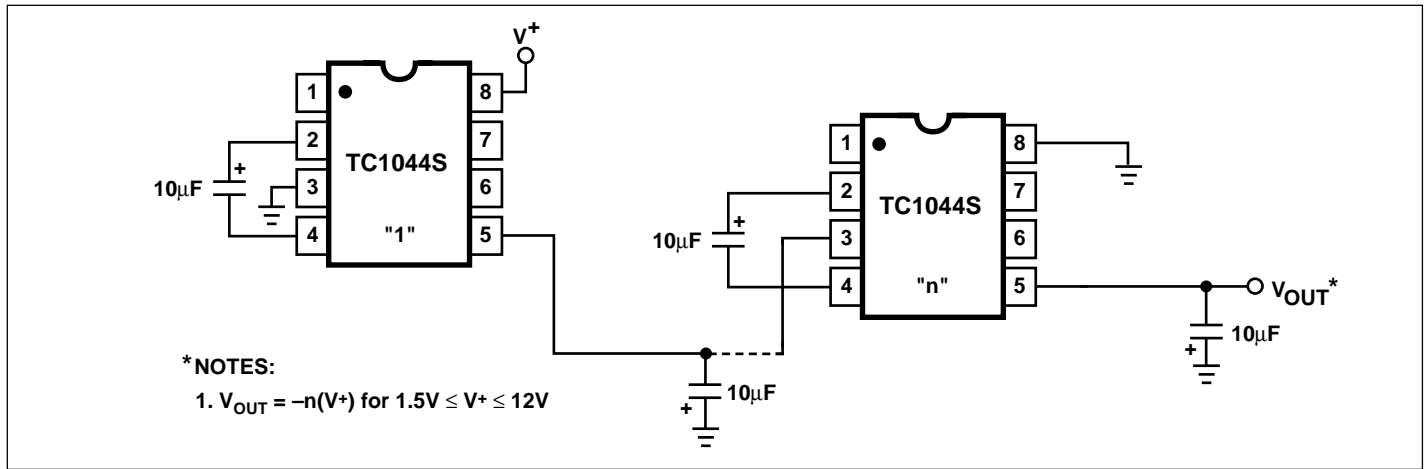 V+
1
8
2
7
TC1044S
+
10µF
3
6
4
"1"
5
1
8
2
7
TC1044S
+
10µF
3
6
4
"n"
5
VOUT*
10µF
+
10µF
+
*NOTES:
1. VOUT = –n(V+) for 1.5V ≤ V+ ≤ 12V